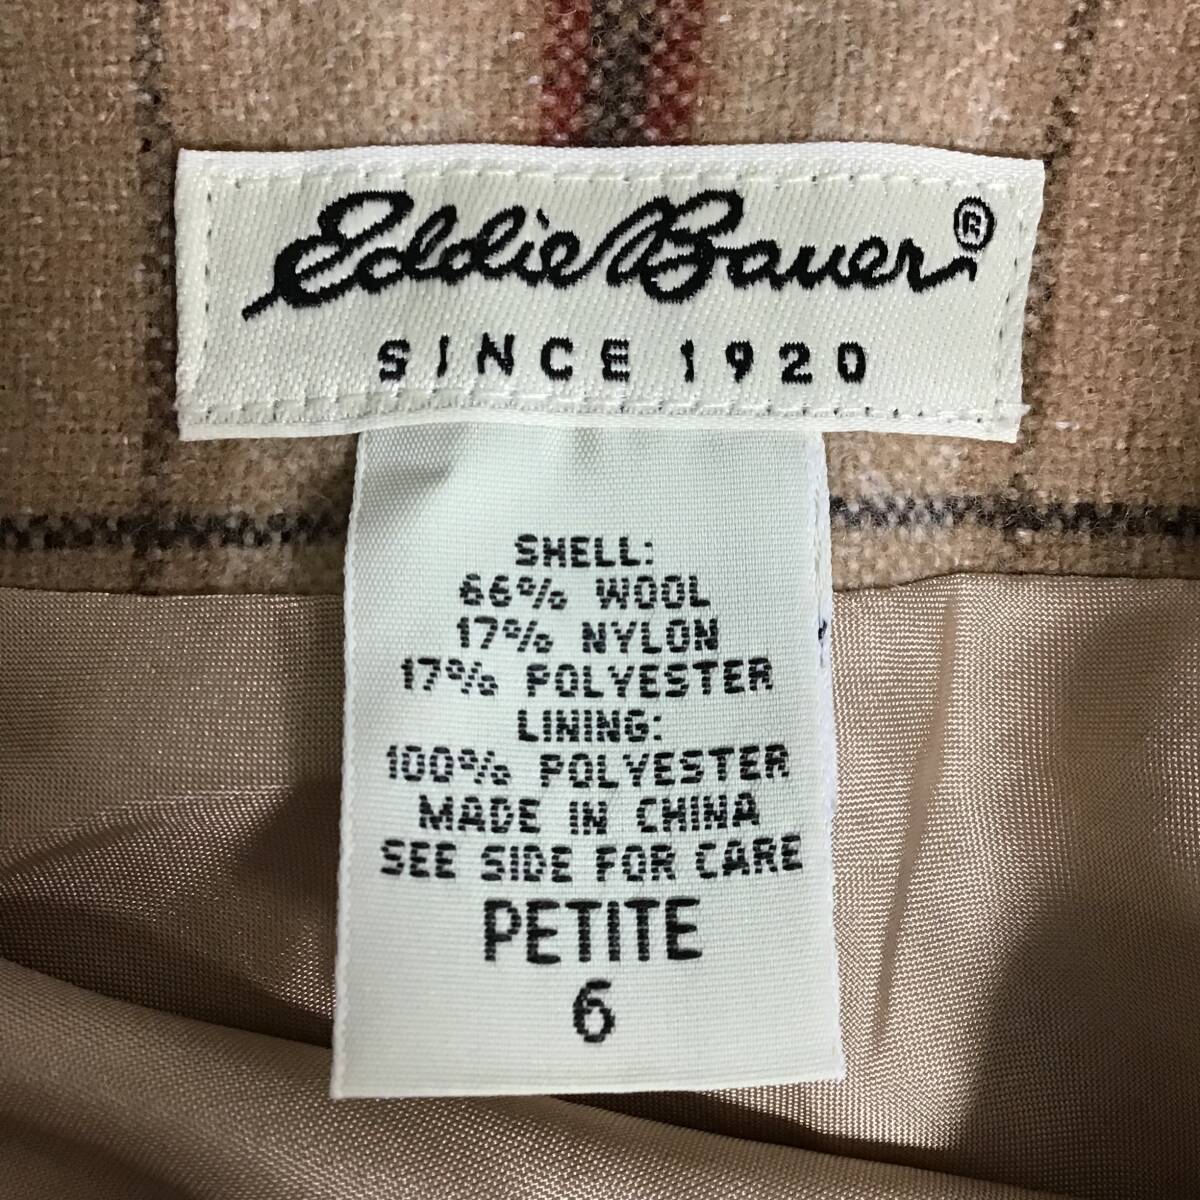 Eddie Bauer®
SINCE 1920
SHELL:
66% WOOL
17% NYLON
17% POLYESTER
LINING:
100% POLYESTER
MADE IN CHINA
SEE SIDE FOR CARE
PETITE
6